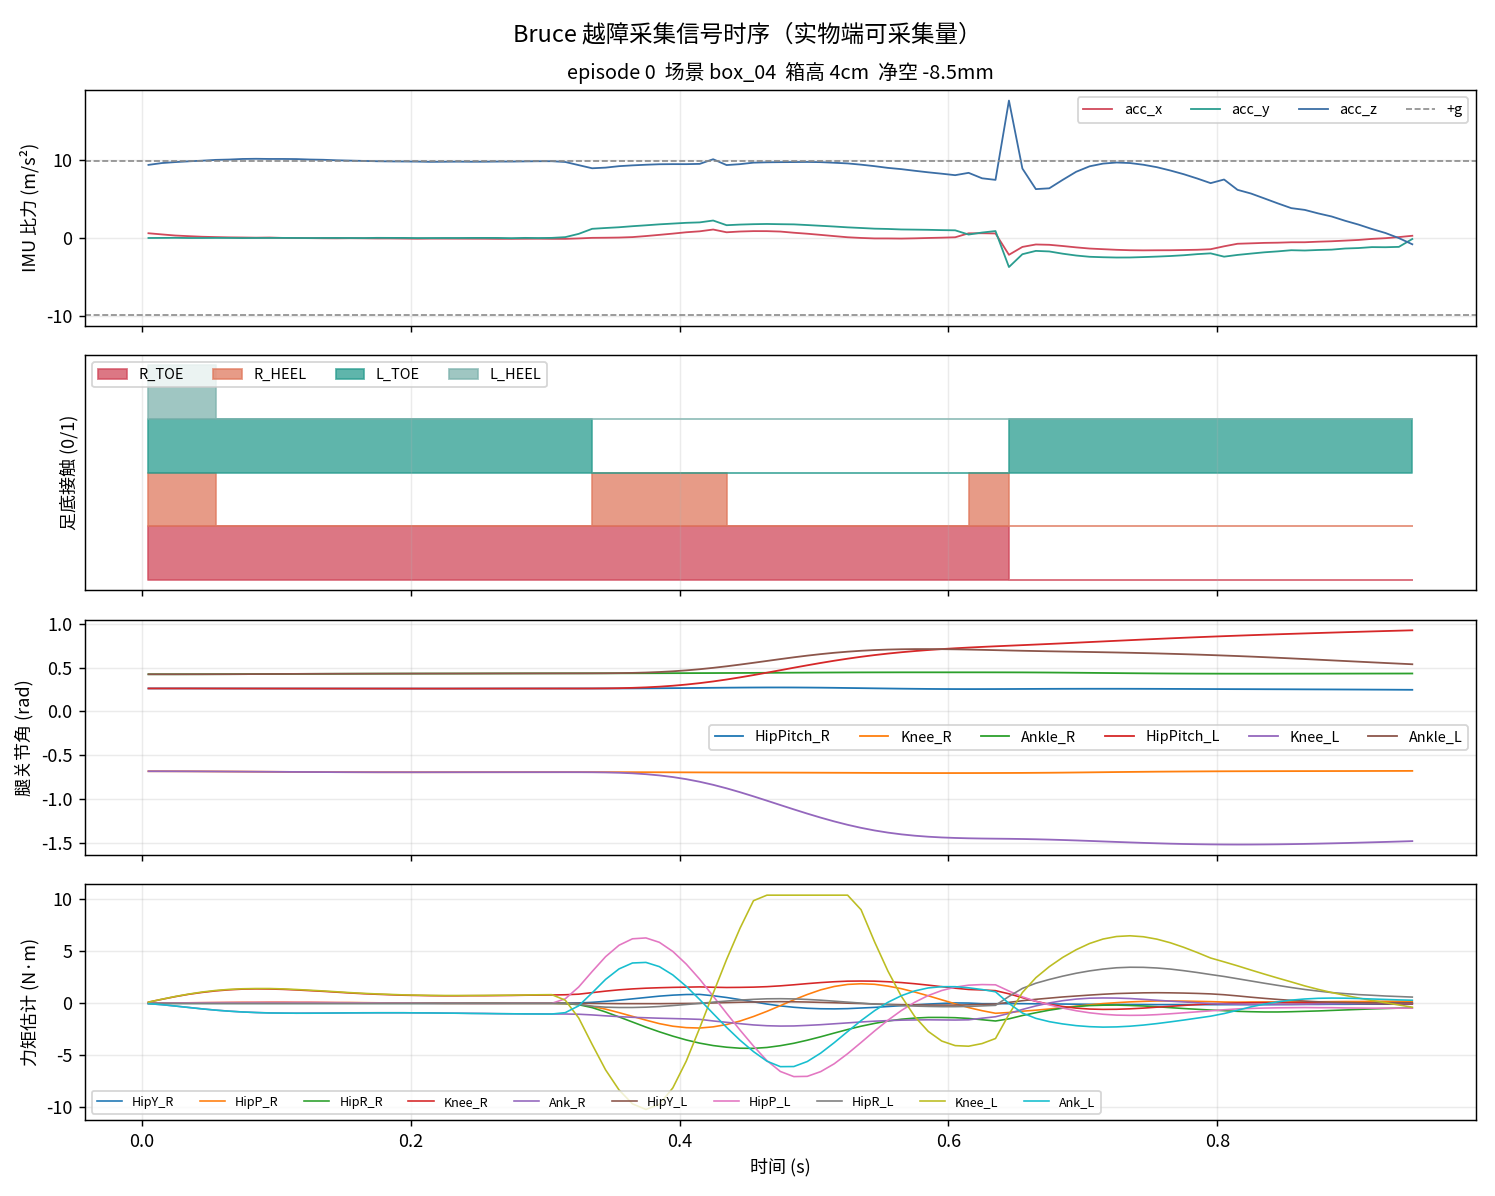 Bruce 越障采集信号时序（实物端可采集量）
episode 0 场景 box_04 箱高 4cm 净空 -8.5mm
IMU 比力 (m/s²)
10
0
-10
acc_x acc_y acc_z +g
足底接触 (0/1)
R_TOE R_HEEL L_TOE L_HEEL
腿关节角 (rad)
1.0
0.5
0.0
-0.5
-1.0
-1.5
HipPitch_R Knee_R Ankle_R HipPitch_L Knee_L Ankle_L
力矩估计 (N·m)
10
5
0
-5
-10
HipY_R HipP_R HipR_R Knee_R Ank_R HipY_L HipP_L HipR_L Knee_L Ank_L
0.0 0.2 0.4 0.6 0.8
时间 (s)